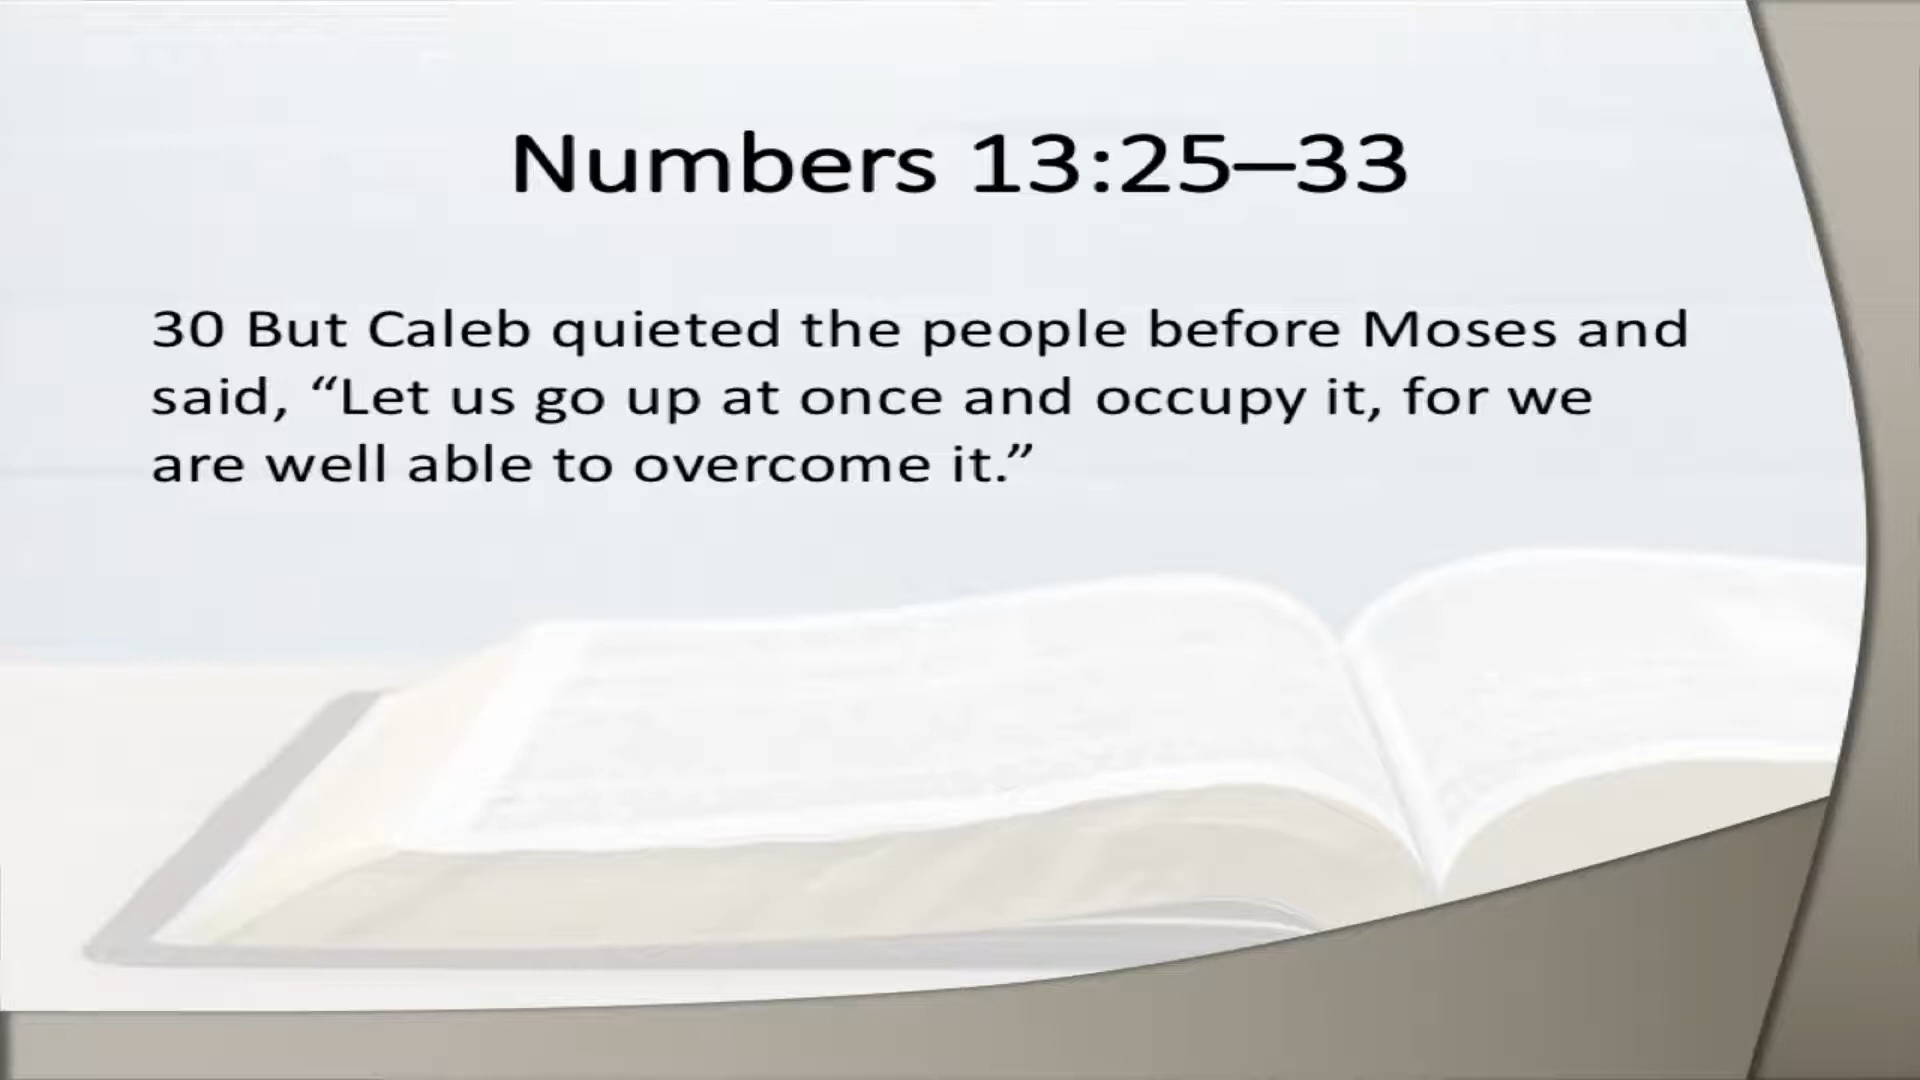 Numbers 13:25–33
30 But Caleb quieted the people before Moses and
said, “Let us go up at once and occupy it, for we
are well able to overcome it.”